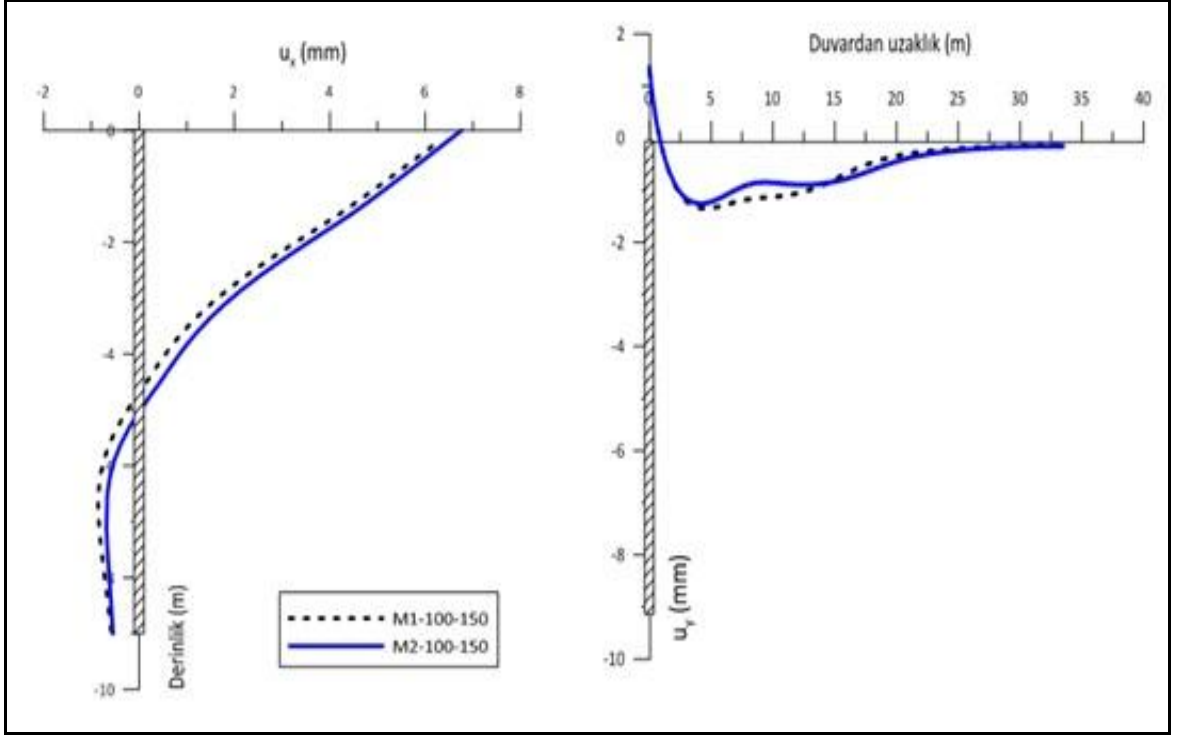 uₓ (mm)
-2 0 2 4 6 8
0
-2
-4
-10
Derinlik (m)
M1-100-150
M2-100-150
Duvardan uzaklık (m)
2
0 5 10 15 20 25 30 35 40
0
-2
-4
-6
-8
-10
uᵧ (mm)